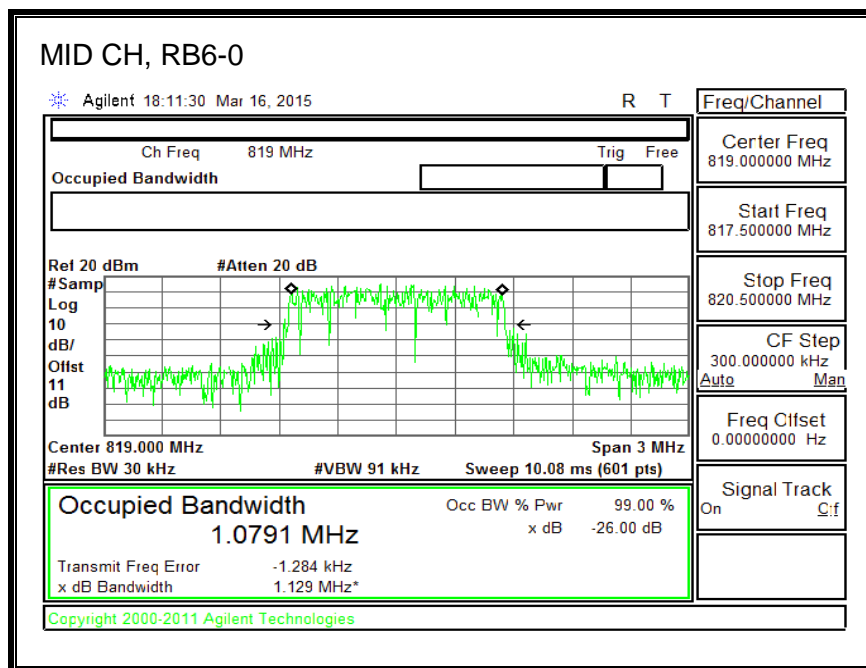 MID CH, RB6-0
Agilent 18:11:30 Mar 16, 2015 R T
Ch Freq 819 MHz Trig Free
Occupied Bandwidth
Ref 20 dBm #Atten 20 dB
#Samp
Log
10
dB/
Offst
11
dB
Center 819.000 MHz Span 3 MHz
#Res BW 30 kHz #VBW 91 kHz Sweep 10.08 ms (601 pts)
Occupied Bandwidth Occ BW % Pwr 99.00 %
1.0791 MHz x dB -26.00 dB
Transmit Freq Error -1.284 kHz
x dB Bandwidth 1.129 MHz*
Copyright 2000-2011 Agilent Technologies
Freq/Channel
Center Freq
819.000000 MHz
Start Freq
817.500000 MHz
Stop Freq
820.500000 MHz
CF Step
300.000000 kHz
Auto Man
Freq Offset
0.00000000 Hz
Signal Track
On Off